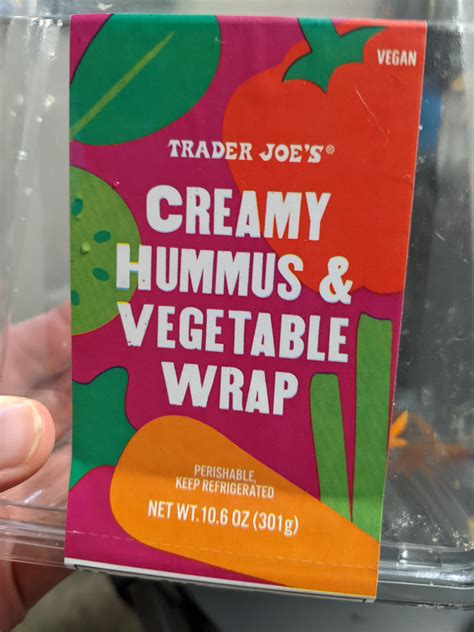 VEGAN
TRADER JOE'S®
CREAMY
HUMMUS &
VEGETABLE
WRAP
PERISHABLE,
KEEP REFRIGERATED
NET WT. 10.6 OZ (301g)